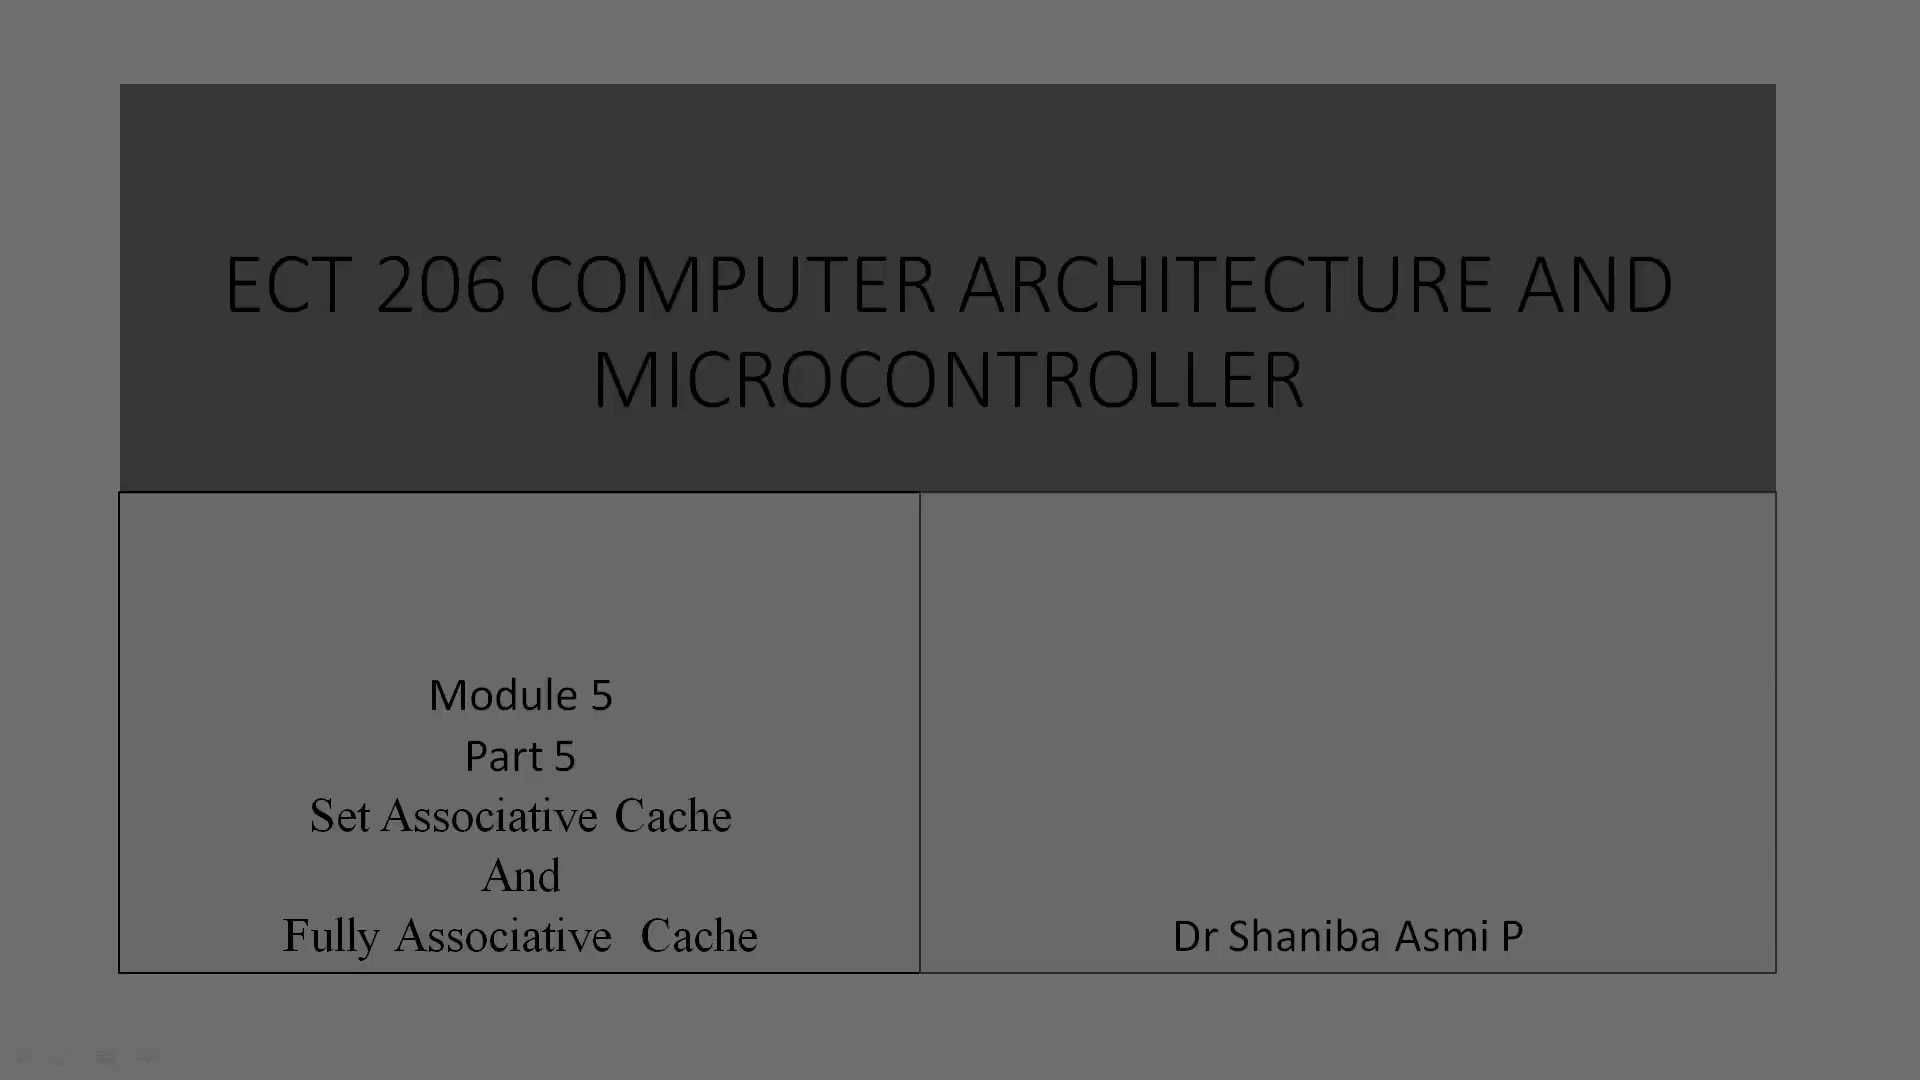 ECT 206 COMPUTER ARCHITECTURE AND
MICROCONTROLLER
Module 5
Part 5
Set Associative Cache
And
Fully Associative Cache
Dr Shaniba Asmi P